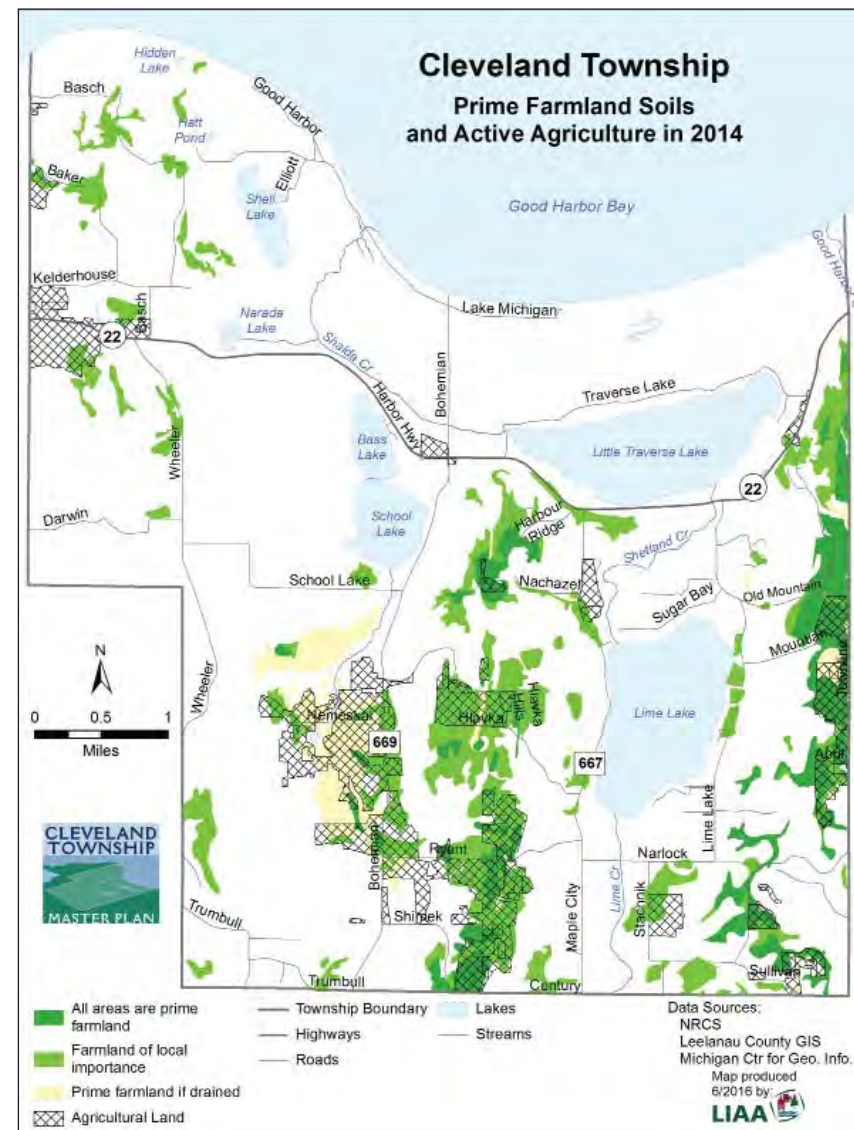 Cleveland Township
Prime Farmland Soils
and Active Agriculture in 2014
Hidden
Lake
Basch
Good Harbor
Hatt
Pond
Elliott
Baker
Shell
Lake
Good Harbor Bay
Good Harbor
Kelderhouse
Basch
Narada
Lake
Lake Michigan
22
Shalda Cr
Bohemian
Harbor Hwy
Traverse Lake
Wheeler
Bass
Lake
Little Traverse Lake
22
School
Lake
Darwin
Harbour
Ridge
Shetland Cr
School Lake
Nachazel
Sugar Bay
Old Mountain
Mountian
N
Wheeler
0 0.5 1
Miles
Nemeskal
Hlavka
Hlavka
Hills
Lime Lake
669
667
CLEVELAND
TOWNSHIP
MASTER PLAN
Bohemian
Ryant
Lime Lake
Narlock
Maple City
Lime Cr
Stachnik
Shimek
Trumbull
Trumbull
Century
Sullivan
All areas are prime
farmland
Farmland of local
importance
Prime farmland if drained
Agricultural Land
Township Boundary
Highways
Roads
Lakes
Streams
Data Sources:
NRCS
Leelanau County GIS
Michigan Ctr for Geo. Info.
Map produced
6/2016 by:
LIAA